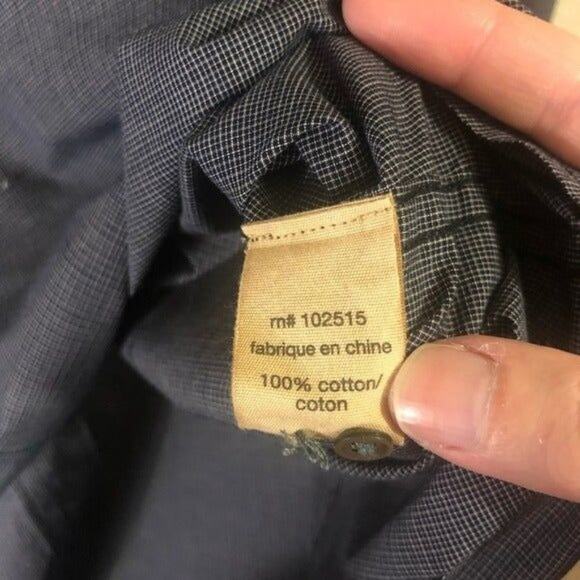 rn# 102515
fabrique en chine
100% cotton/
coton